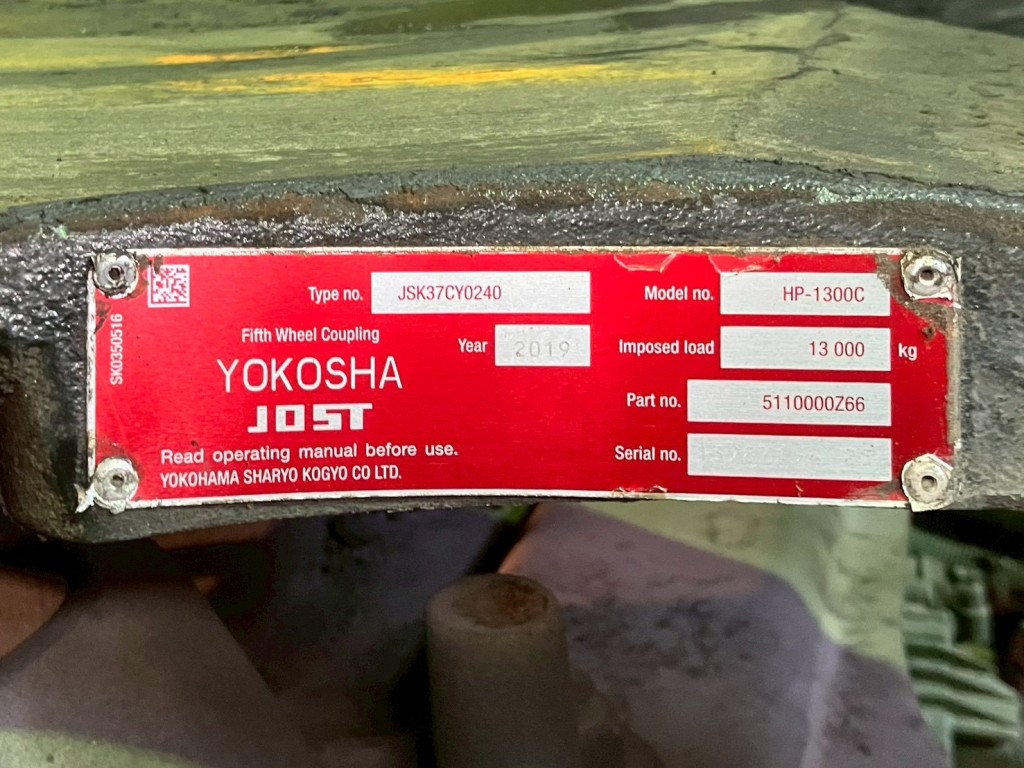 Type no. JSK37CY0240
Model no. HP-1300C
SK0350516
Fifth Wheel Coupling
Year 2019
Imposed load 13 000 kg
YOKOSHA
JOST
Part no. 5110000Z66
Read operating manual before use.
YOKOHAMA SHARYO KOGYO CO LTD.
Serial no.